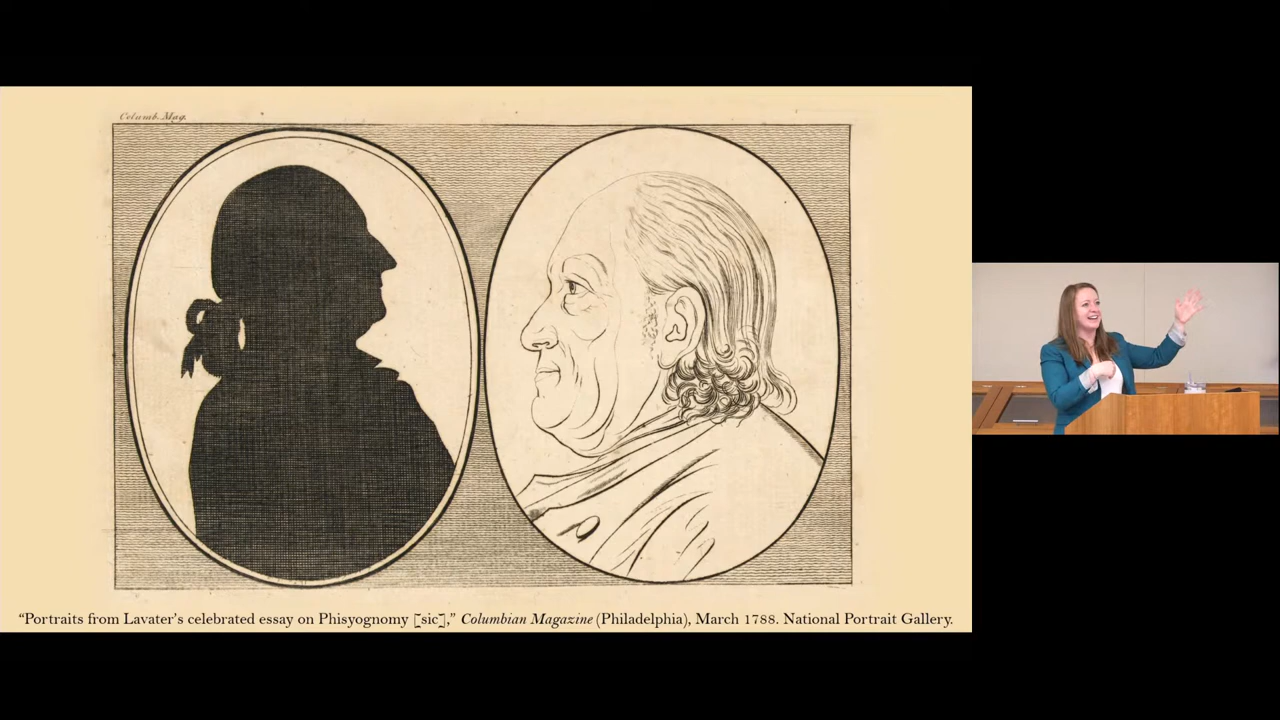 Columb. Mag.
“Portraits from Lavater’s celebrated essay on Phisyognomy [sic],” Columbian Magazine (Philadelphia), March 1788. National Portrait Gallery.